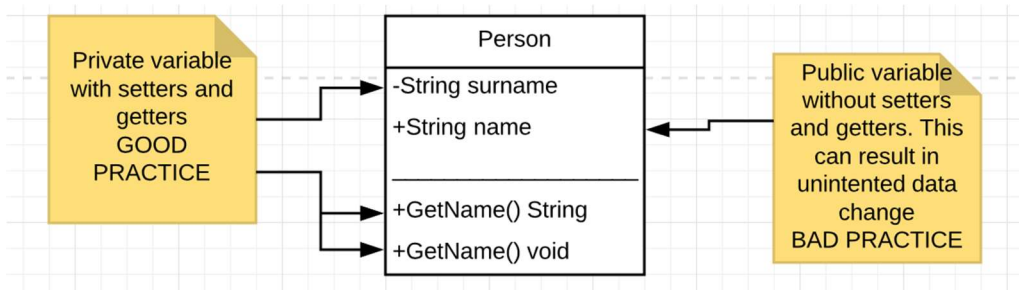 Private variable
with setters and
getters
GOOD
PRACTICE
Person
-String surname
+String name
+GetName() String
+GetName() void
Public variable
without setters
and getters. This
can result in
unintented data
change
BAD PRACTICE